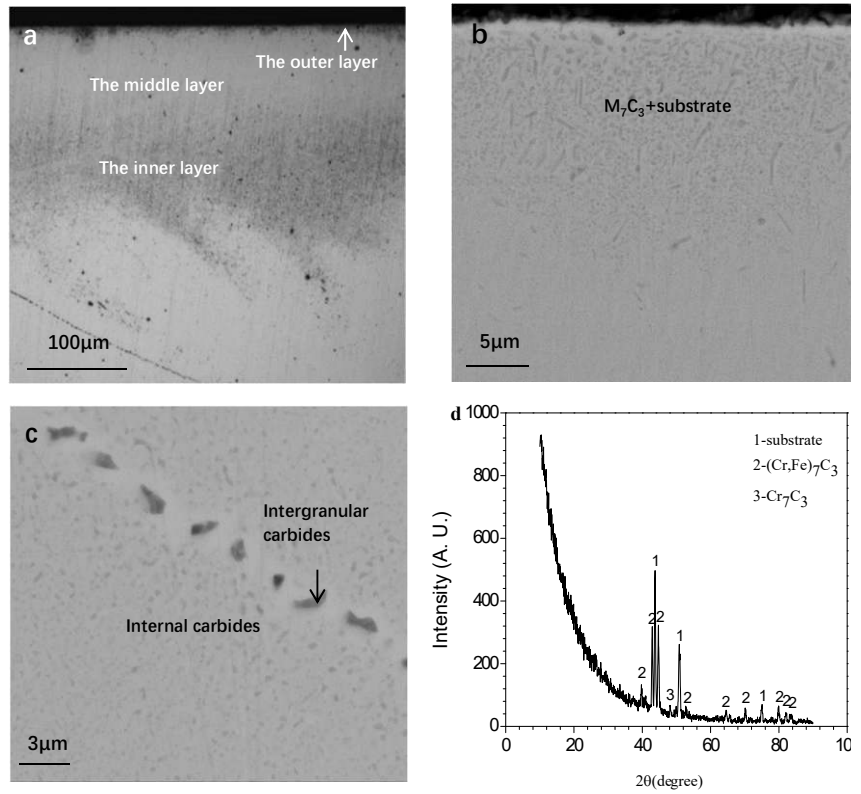 a
The outer layer
The middle layer
The inner layer
100μm
b
M₇C₃+substrate
5μm
c
Intergranular
carbides
Internal carbides
3μm
d
1000
800
600
400
200
0
Intensity (A. U.)
1-substrate
2-(Cr,Fe)₇C₃
3-Cr₇C₃
2 2 1 2 3 1 2 2 2 1 2 2 2
0 20 40 60 80 10
2θ(degree)